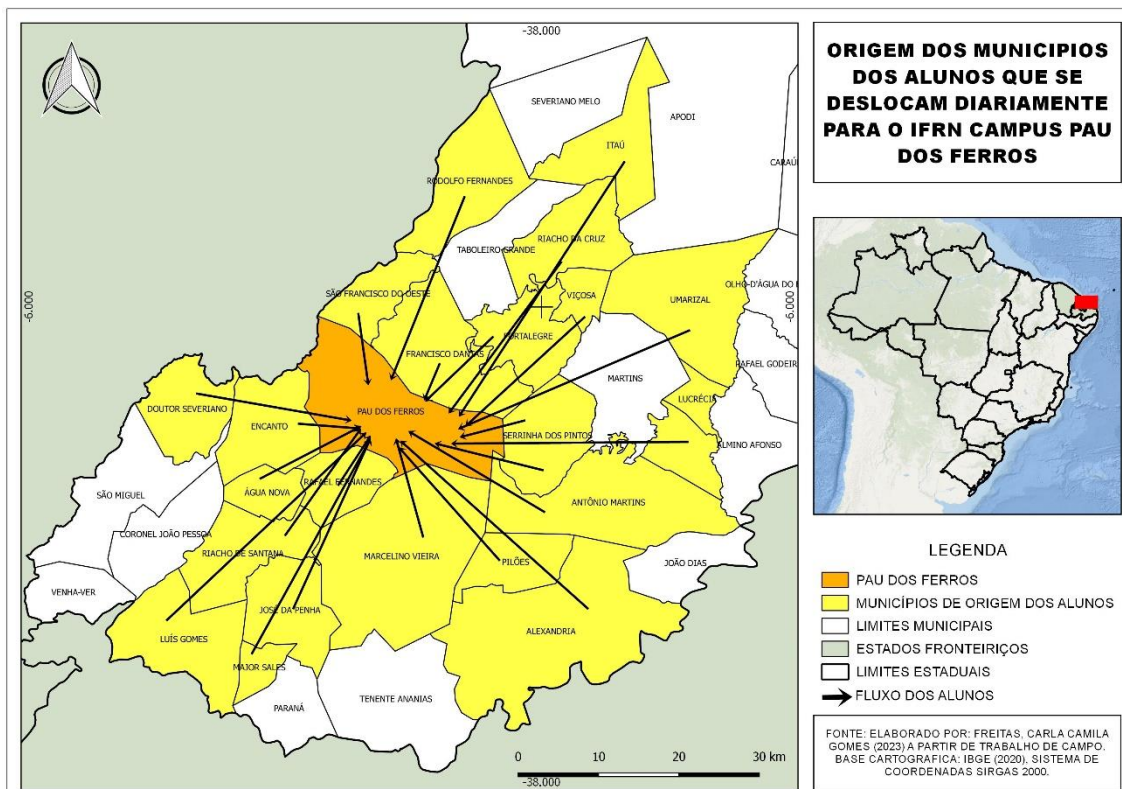 -38.000
SEVERIANO MELO
APODI
ITAÚ
CARAÚ
RODOLFO FERNANDES
TABOLEIRO GRANDE
RIACHO DA CRUZ
OLHO-D'ÁGUA DO
SÃO FRANCISCO DO OESTE
VIÇOSA
UMARIZAL
-6.000
-6.000
PORTALEGRE
FRANCISCO DANTAS
MARTINS
RAFAEL GODEIR
LUCRÉCIA
DOUTOR SEVERIANO
PAU DOS FERROS
ENCANTO
SERRINHA DOS PINTOS
ALMINO AFONSO
SÃO MIGUEL
ÁGUA NOVA
RAFAEL FERNANDES
ANTÔNIO MARTINS
CORONEL JOÃO PESSOA
RIACHO DE SANTANA
MARCELINO VIEIRA
PILÕES
JOÃO DIAS
VENHA-VER
JOSÉ DA PENHA
LUÍS GOMES
ALEXANDRIA
MAJOR SALES
PARANÁ
TENENTE ANANIAS
0 10 20 30 km
-38.000
ORIGEM DOS MUNICIPIOS
DOS ALUNOS QUE SE
DESLOCAM DIARIAMENTE
PARA O IFRN CAMPUS PAU
DOS FERROS
LEGENDA
PAU DOS FERROS
MUNICÍPIOS DE ORIGEM DOS ALUNOS
LIMITES MUNICIPAIS
ESTADOS FRONTEIRIÇOS
LIMITES ESTADUAIS
FLUXO DOS ALUNOS
FONTE: ELABORADO POR: FREITAS, CARLA CAMILA
GOMES (2023) A PARTIR DE TRABALHO DE CAMPO.
BASE CARTOGRAFICA: IBGE (2020). SISTEMA DE
COORDENADAS SIRGAS 2000.